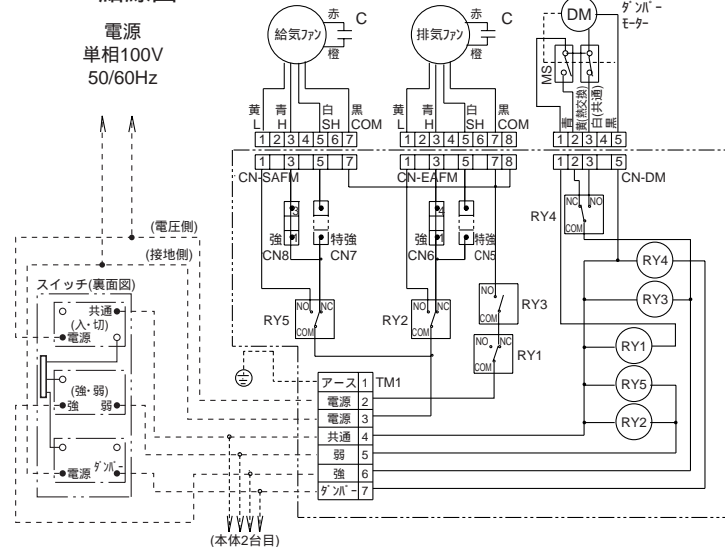 電源
単相100V
50/60Hz
給気ファン
赤
C
橙
排気ファン
赤
C
橙
DM
ダンパー
モーター
MS
黄
L
青
H
白
SH
黒
COM
黄
L
青
H
白
SH
黒
COM
青
黄(熱交換)
白(共通)
黒
1 2 3 4 5 6 7
1 3 5 7
CN-SAFM
1 2 3 4 5 6 7 8
1 3 5 7 8
CN-EAFM
1 2 3 4 5
1 2 3 5
CN-DM
強
CN8
特強
CN7
強
CN6
特強
CN5
RY4
NC NO
COM
NO NC
COM
RY5
NO NC
COM
RY2
NO
COM
RY3
NO NC
COM
RY1
RY4
RY3
RY1
RY5
RY2
(電圧側)
(接地側)
スイッチ(裏面図)
共通
(入・切)
電源
(強・弱)
強 弱
電源 ダンパー
アース 1 TM1
電源 2
電源 3
共通 4
弱 5
強 6
ダンパー 7
(本体2台目)